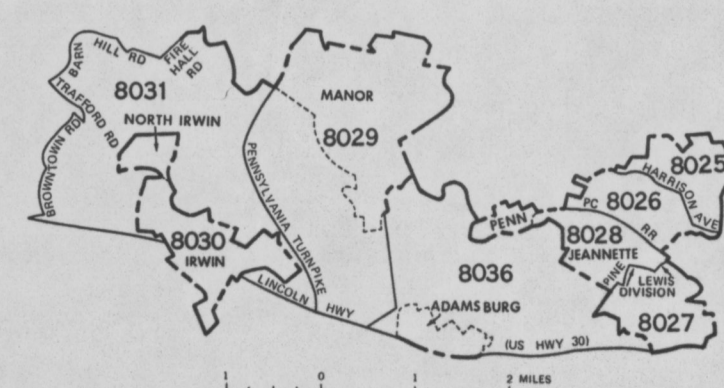 BARN
HILL RD
FIRE
HALL
RD
8031
TRAFFORD RD
NORTH IRWIN
BROWNTOWN RD
MANOR
8029
PENNSYLVANIA TURNPIKE
8030
IRWIN
LINCOLN HWY
8025
HARRISON AVE
8026
PENN
PC RR
8028
JEANNETTE
8036
PINE
LEWIS
DIVISION
ADAMSBURG
8027
(US HWY 30)
1 0 1 2 MILES